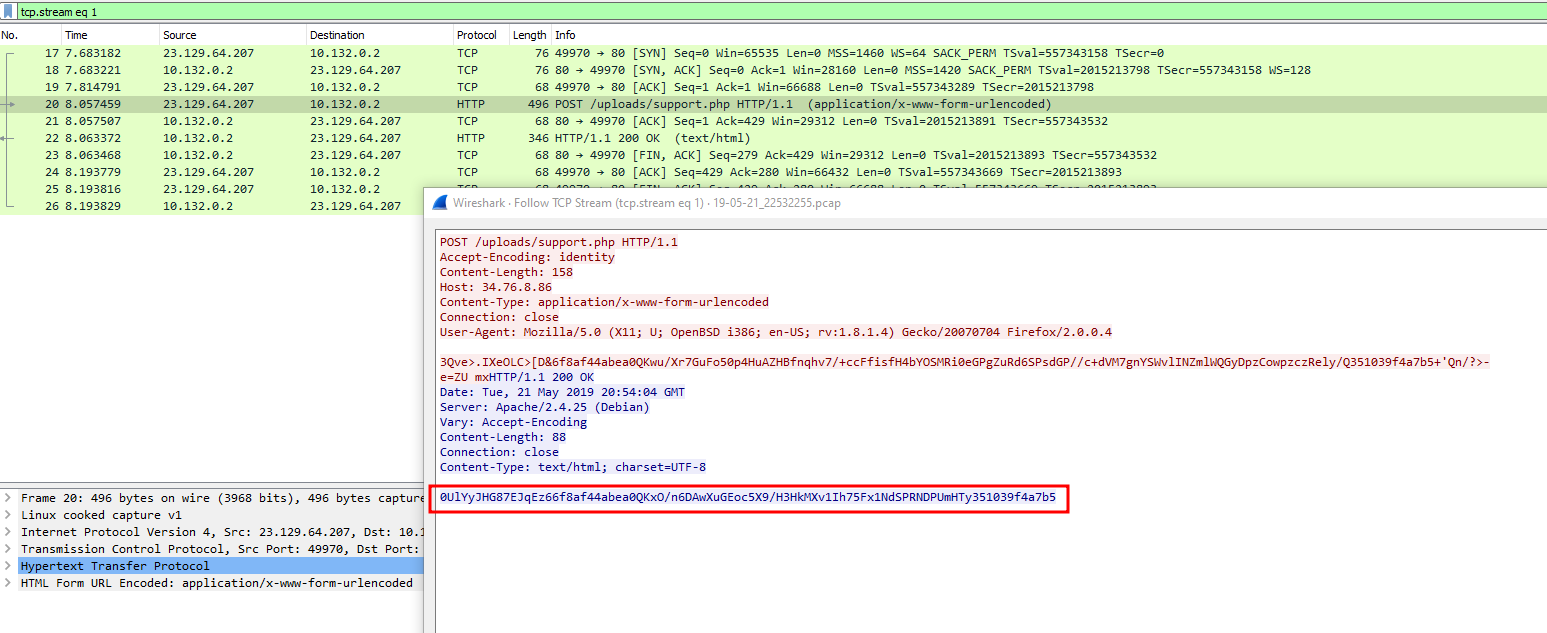 tcp.stream eq 1
No. Time Source Destination Protocol Length Info
17 7.683182 23.129.64.207 10.132.0.2 TCP 76 49970 → 80 [SYN] Seq=0 Win=65535 Len=0 MSS=1460 WS=64 SACK_PERM TSval=557343158 TSecr=0
18 7.683221 10.132.0.2 23.129.64.207 TCP 76 80 → 49970 [SYN, ACK] Seq=0 Ack=1 Win=28160 Len=0 MSS=1420 SACK_PERM TSval=2015213798 TSecr=557343158 WS=128
19 7.814791 23.129.64.207 10.132.0.2 TCP 68 49970 → 80 [ACK] Seq=1 Ack=1 Win=66688 Len=0 TSval=557343289 TSecr=2015213798
20 8.057459 23.129.64.207 10.132.0.2 HTTP 496 POST /uploads/support.php HTTP/1.1 (application/x-www-form-urlencoded)
21 8.057507 10.132.0.2 23.129.64.207 TCP 68 80 → 49970 [ACK] Seq=1 Ack=429 Win=29312 Len=0 TSval=2015213891 TSecr=557343532
22 8.063372 10.132.0.2 23.129.64.207 HTTP 346 HTTP/1.1 200 OK (text/html)
23 8.063468 10.132.0.2 23.129.64.207 TCP 68 80 → 49970 [FIN, ACK] Seq=279 Ack=429 Win=29312 Len=0 TSval=2015213893 TSecr=557343532
24 8.193779 23.129.64.207 10.132.0.2 TCP 68 49970 → 80 [ACK] Seq=429 Ack=280 Win=66432 Len=0 TSval=557343669 TSecr=2015213893
25 8.193816 23.129.64.207 10.132.0.2 TCP
26 8.193829 10.132.0.2 23.129.64.207
Wireshark · Follow TCP Stream (tcp.stream eq 1) · 19-05-21_22532255.pcap
POST /uploads/support.php HTTP/1.1
Accept-Encoding: identity
Content-Length: 158
Host: 34.76.8.86
Content-Type: application/x-www-form-urlencoded
Connection: close
User-Agent: Mozilla/5.0 (X11; U; OpenBSD i386; en-US; rv:1.8.1.4) Gecko/20070704 Firefox/2.0.0.4
3Qve>.IXeOLC>[D&6f8af44abea0QKwu/Xr7GuFo50p4HuAZHBfnqhv7/+ccFfisfH4bYOSMRi0eGPgZuRd6SPsdGP//c+dVM7gnYSWvlINZmlWQGyDpzCowpzczRely/Q351039f4a7b5+'Qn/?>-
e=ZU mxHTTP/1.1 200 OK
Date: Tue, 21 May 2019 20:54:04 GMT
Server: Apache/2.4.25 (Debian)
Vary: Accept-Encoding
Content-Length: 88
Connection: close
Content-Type: text/html; charset=UTF-8
0UlYyJHG87EJqEz66f8af44abea0QKxO/n6DAwXuGEoc5X9/H3HkMXv1Ih75Fx1NdSPRNDPUmHTy351039f4a7b5
Frame 20: 496 bytes on wire (3968 bits), 496 bytes capture
Linux cooked capture v1
Internet Protocol Version 4, Src: 23.129.64.207, Dst: 10.1
Transmission Control Protocol, Src Port: 49970, Dst Port:
Hypertext Transfer Protocol
HTML Form URL Encoded: application/x-www-form-urlencoded